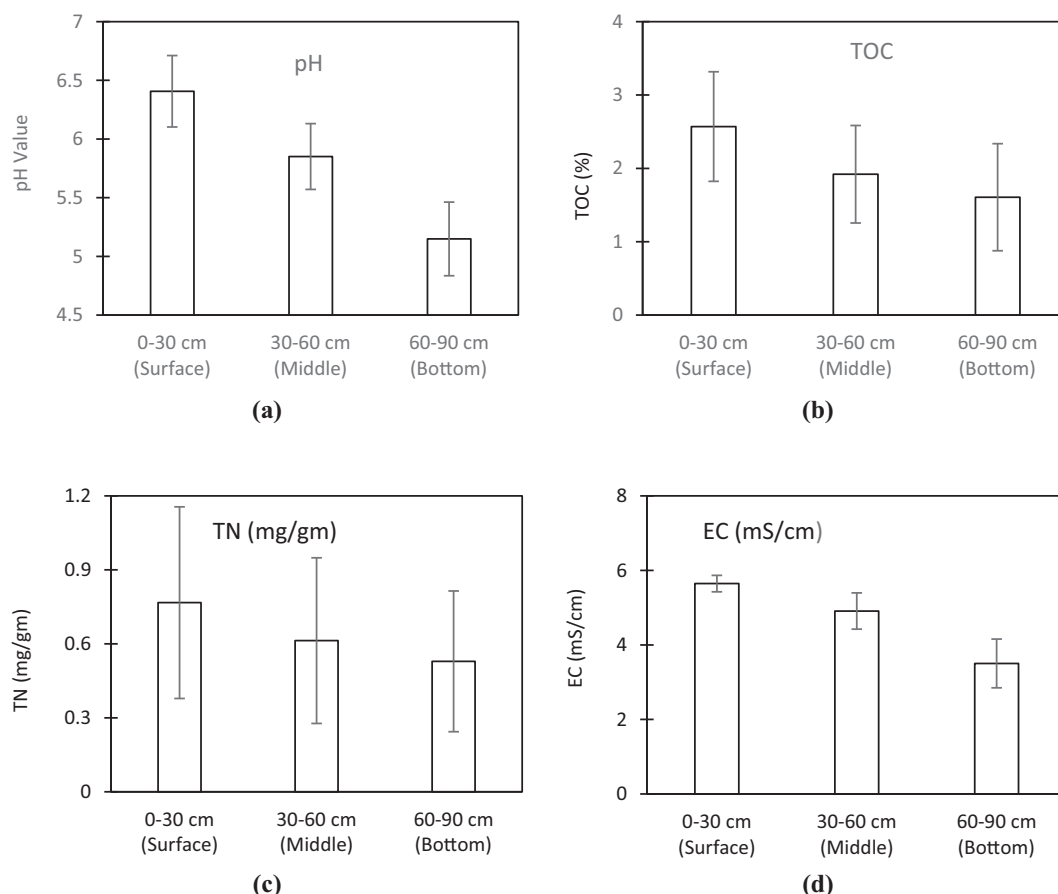 7
6.5
6
5.5
5
4.5
pH Value
pH
0-30 cm
(Surface)
30-60 cm
(Middle)
60-90 cm
(Bottom)
(a)
4
3
2
1
0
TOC (%)
TOC
0-30 cm
(Surface)
30-60 cm
(Middle)
60-90 cm
(Bottom)
(b)
1.2
0.9
0.6
0.3
0
TN (mg/gm)
TN (mg/gm)
0-30 cm
(Surface)
30-60 cm
(Middle)
60-90 cm
(Bottom)
(c)
8
6
4
2
0
EC (mS/cm)
EC (mS/cm)
0-30 cm
(Surface)
30-60 cm
(Middle)
60-90 cm
(Bottom)
(d)